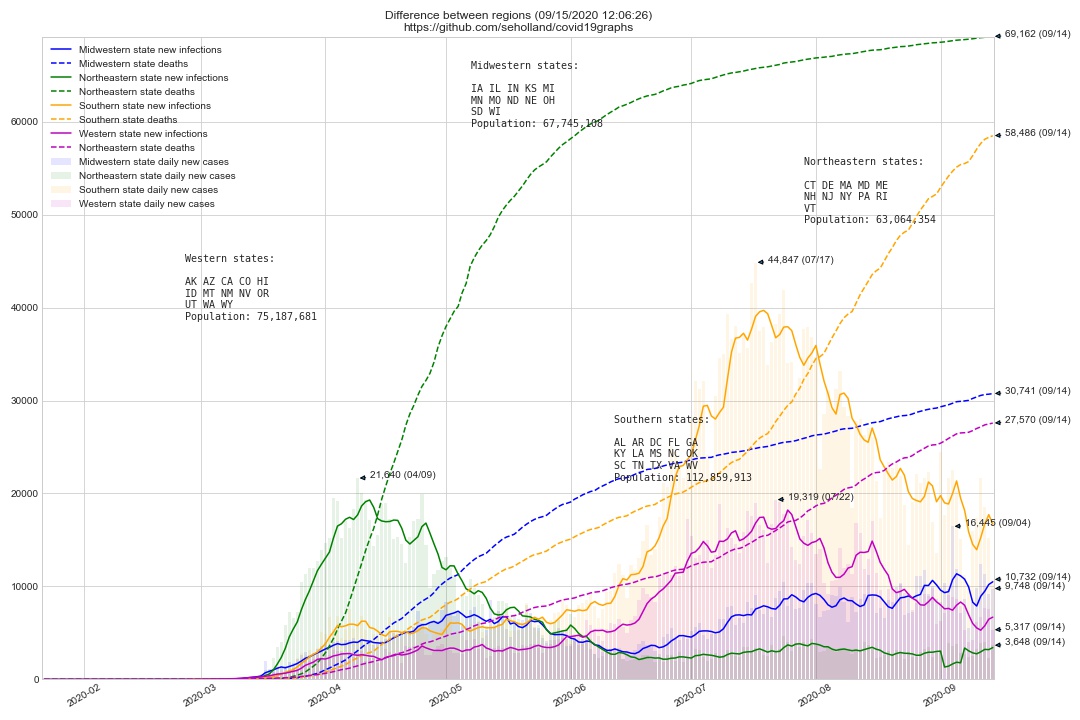 Difference between regions (09/15/2020 12:06:26)
https://github.com/seholland/covid19graphs
Midwestern state new infections
Midwestern state deaths
Northeastern state new infections
Northeastern state deaths
Southern state new infections
Southern state deaths
Western state new infections
Northeastern state deaths
Midwestern state daily new cases
Northeastern state daily new cases
Southern state daily new cases
Western state daily new cases
Midwestern states:
IA IL IN KS MI
MN MO ND NE OH
SD WI
Population: 67,745,108
Northeastern states:
CT DE MA MD ME
NH NJ NY PA RI
VT
Population: 63,064,354
Western states:
AK AZ CA CO HI
ID MT NM NV OR
UT WA WY
Population: 75,187,681
Southern states:
AL AR DC FL GA
KY LA MS NC OK
SC TN TX VA WV
Population: 112,859,913
69,162 (09/14)
58,486 (09/14)
44,847 (07/17)
30,741 (09/14)
27,570 (09/14)
21,640 (04/09)
19,319 (07/22)
16,445 (09/04)
10,732 (09/14)
9,748 (09/14)
5,317 (09/14)
3,648 (09/14)
60000
50000
40000
30000
20000
10000
0
2020-02
2020-03
2020-04
2020-05
2020-06
2020-07
2020-08
2020-09